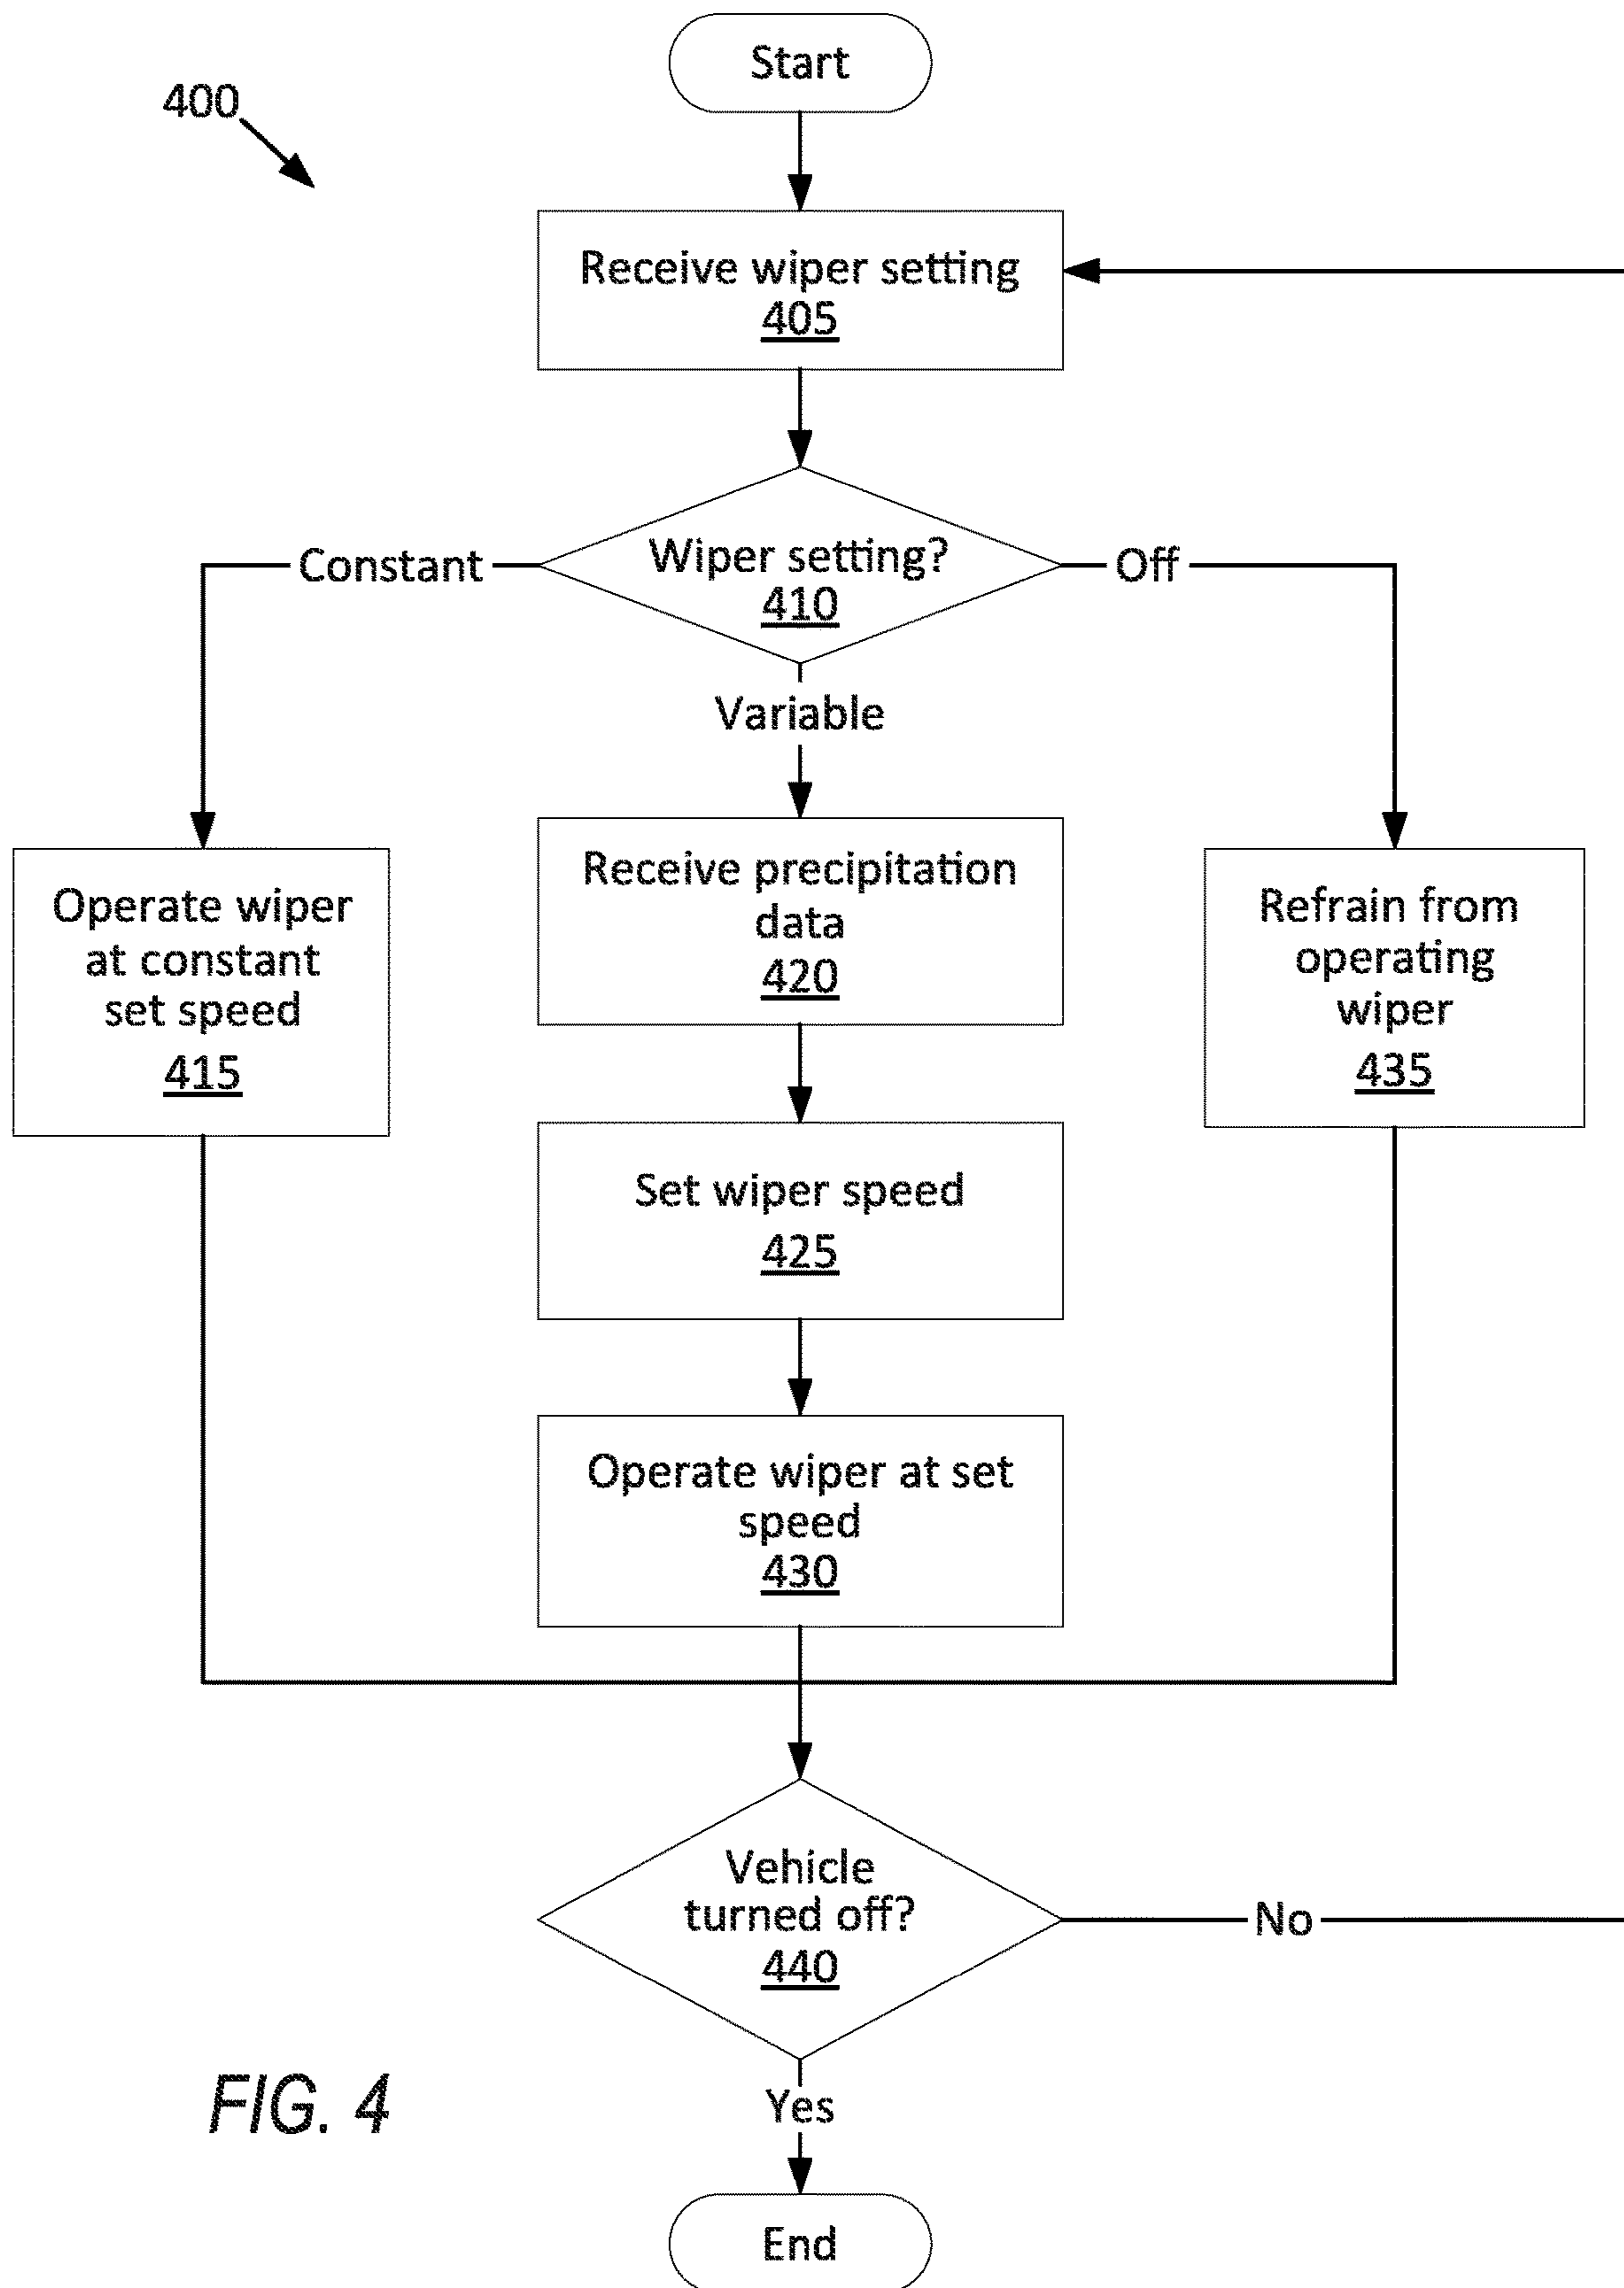 Start
400
Receive wiper setting
405
Wiper setting?
410
Constant
Off
Variable
Operate wiper
at constant
set speed
415
Receive precipitation
data
420
Refrain from
operating
wiper
435
Set wiper speed
425
Operate wiper at set
speed
430
Vehicle
turned off?
440
No
Yes
FIG. 4
End